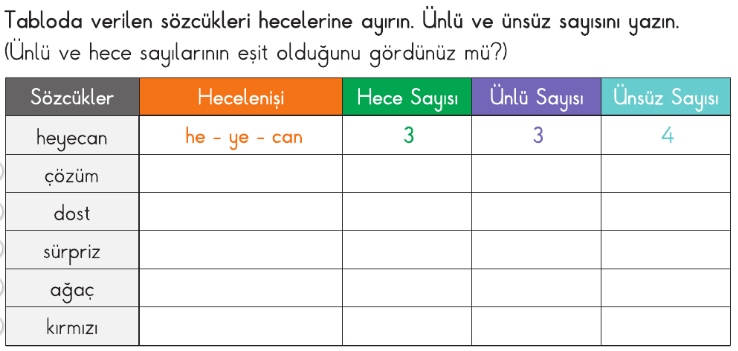 Tabloda verilen sözcükleri hecelerine ayırın. Ünlü ve ünsüz sayısını yazın.
(Ünlü ve hece sayılarının eşit olduğunu gördünüz mü?)
Sözcükler Hecelenişi Hece Sayısı Ünlü Sayısı Ünsüz Sayısı
heyecan he - ye - can 3 3 4
çözüm
dost
sürpriz
ağaç
kırmızı